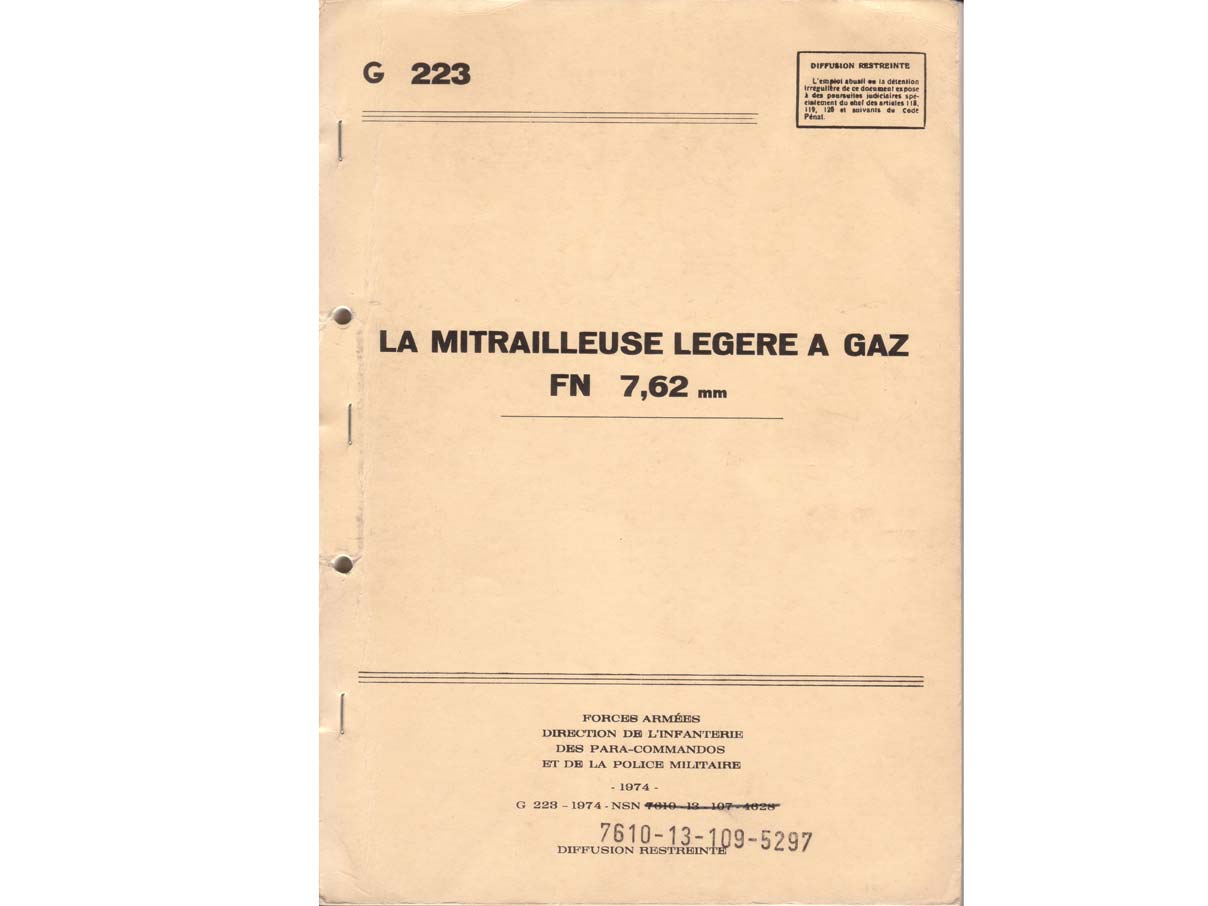 G 223
DIFFUSION RESTREINTE
L'emploi abusif ou la détention
irrégulière de ce document expose
à des poursuites judiciaires spé-
cialement du chef des articles 118,
119, 120 et suivants du Code
Pénal.
LA MITRAILLEUSE LEGERE A GAZ
FN 7,62 mm
FORCES ARMÉES
DIRECTION DE L'INFANTERIE
DES PARA-COMMANDOS
ET DE LA POLICE MILITAIRE
- 1974 -
G 223 - 1974 - NSN 7610-13-107-4628
7610-13-109-5297
DIFFUSION RESTREINTE